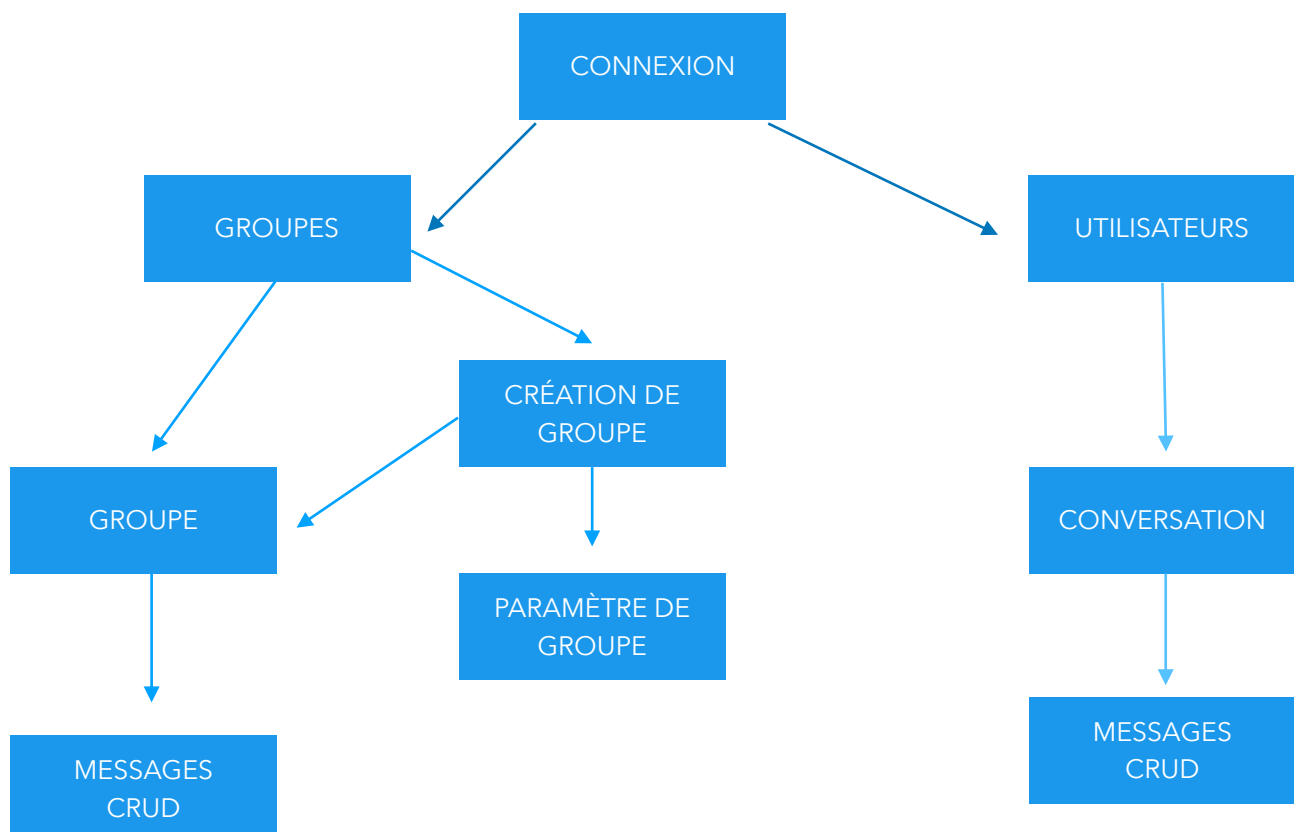 CONNEXION
GROUPES
UTILISATEURS
CRÉATION DE
GROUPE
GROUPE
CONVERSATION
PARAMÈTRE DE
GROUPE
MESSAGES
CRUD
MESSAGES
CRUD